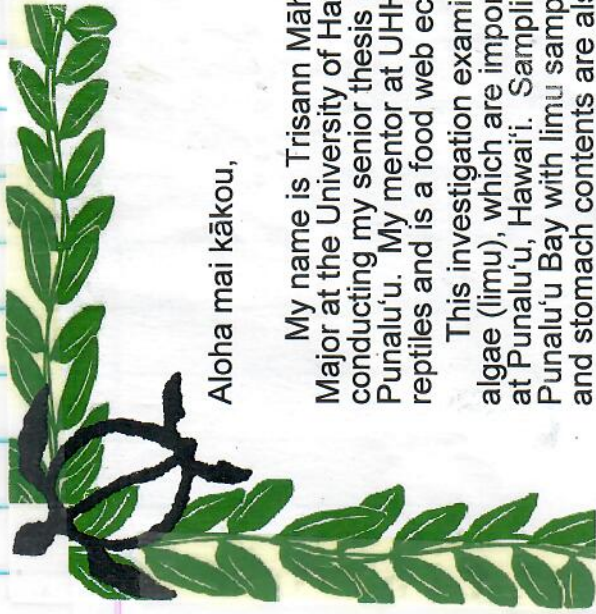 Aloha mai kākou,
My name is Trisann Māh
Major at the University of Ha
conducting my senior thesis
Punalu‘u. My mentor at UHH
reptiles and is a food web ec
This investigation exami
algae (limu), which are impor
at Punalu‘u, Hawai‘i. Sampli
Punalu‘u Bay with limu samp
and stomach contents are als